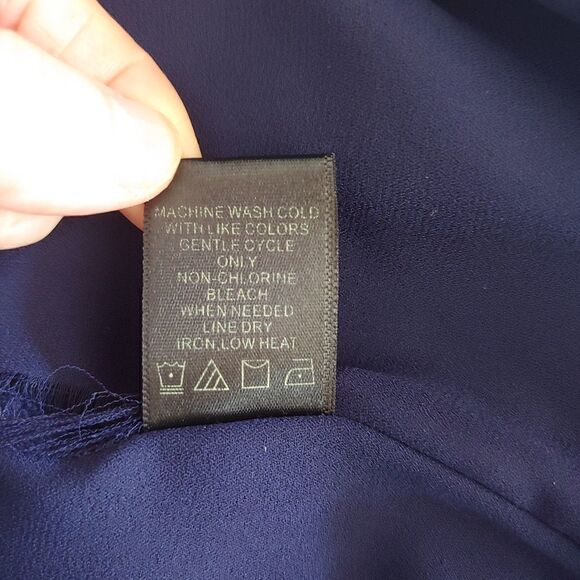 MACHINE WASH COLD
WITH LIKE COLORS
GENTLE CYCLE
ONLY
NON-CHLORINE
BLEACH
WHEN NEEDED
LINE DRY
IRON, LOW HEAT